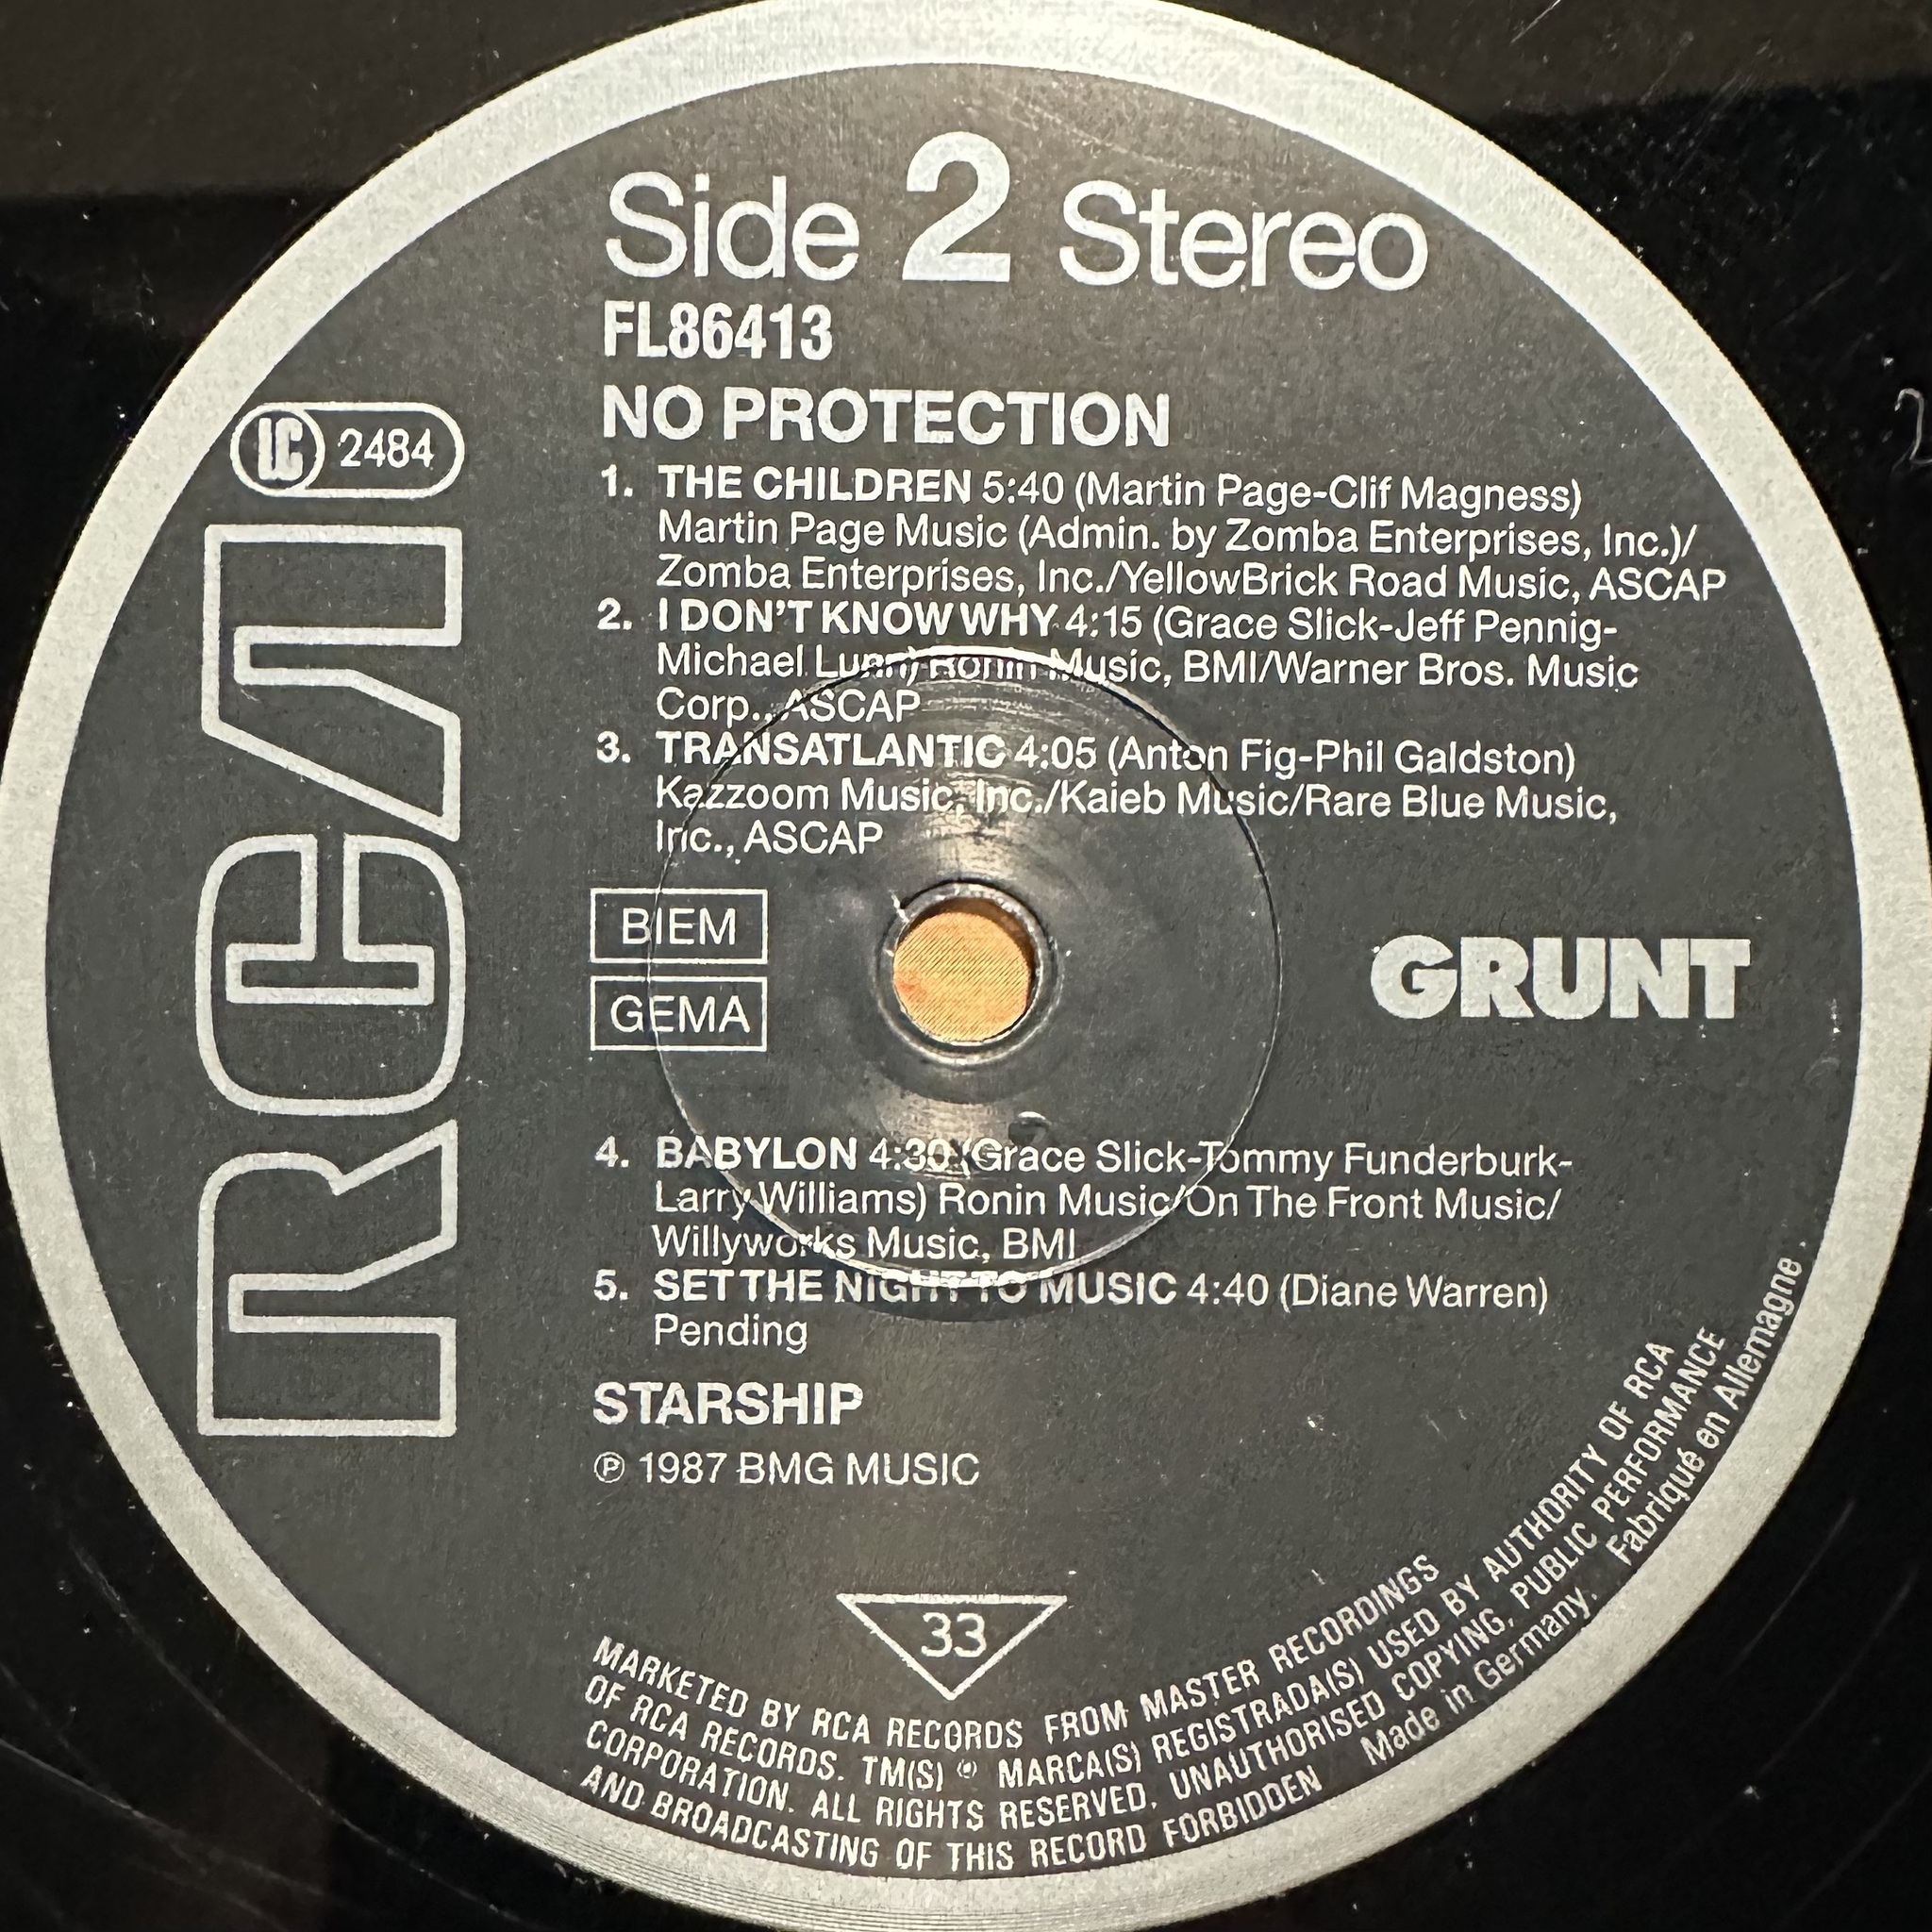 Side 2 Stereo
FL86413
NO PROTECTION
LC 2484
RCA
1. THE CHILDREN 5:40 (Martin Page-Clif Magness)
Martin Page Music (Admin. by Zomba Enterprises, Inc.)/
Zomba Enterprises, Inc./YellowBrick Road Music, ASCAP
2. I DON'T KNOW WHY 4:15 (Grace Slick-Jeff Pennig-
Michael Lunn) Ronin Music, BMI/Warner Bros. Music
Corp., ASCAP
3. TRANSATLANTIC 4:05 (Anton Fig-Phil Galdston)
Kazzoom Music, Inc./Kaieb Music/Rare Blue Music,
Inc., ASCAP
BIEM
GEMA
GRUNT
4. BABYLON 4:30 (Grace Slick-Tommy Funderburk-
Larry Williams) Ronin Music/On The Front Music/
Willyworks Music, BMI
5. SET THE NIGHT TO MUSIC 4:40 (Diane Warren)
Pending
STARSHIP
℗ 1987 BMG MUSIC
33
MARKETED BY RCA RECORDS FROM MASTER RECORDINGS
OF RCA RECORDS. TM(S) ® MARCA(S) REGISTRADA(S) USED BY AUTHORITY OF RCA
CORPORATION. ALL RIGHTS RESERVED. UNAUTHORISED COPYING, PUBLIC PERFORMANCE
AND BROADCASTING OF THIS RECORD FORBIDDEN Made in Germany. Fabriqué en Allemagne.
2